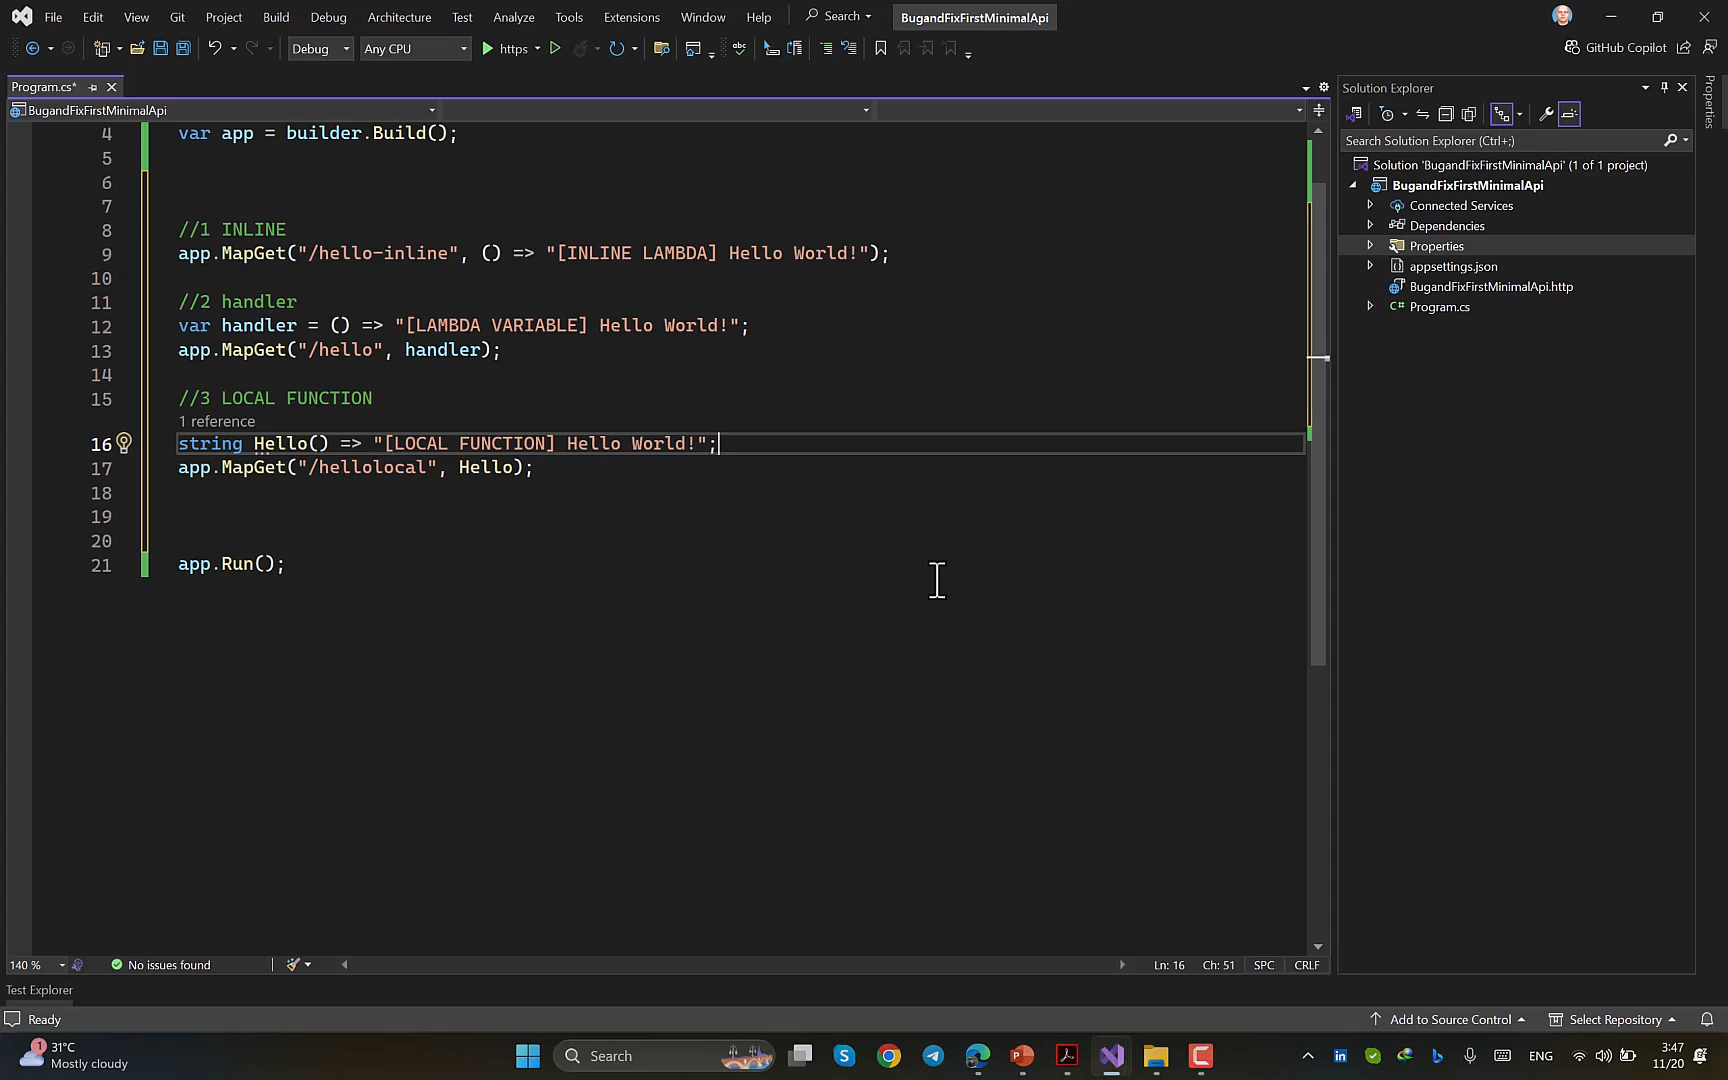 File Edit View Git Project Build Debug Architecture Test Analyze Tools Extensions Window Help Search BugandFixFirstMinimalApi
Debug Any CPU https GitHub Copilot
Program.cs*
BugandFixFirstMinimalApi
4 var app = builder.Build();
5
6
7
8 //1 INLINE
9 app.MapGet("/hello-inline", () => "[INLINE LAMBDA] Hello World!");
10
11 //2 handler
12 var handler = () => "[LAMBDA VARIABLE] Hello World!";
13 app.MapGet("/hello", handler);
14
15 //3 LOCAL FUNCTION
1 reference
16 string Hello() => "[LOCAL FUNCTION] Hello World!";
17 app.MapGet("/hellolocal", Hello);
18
19
20
21 app.Run();
140 % No issues found Ln: 16 Ch: 51 SPC CRLF
Test Explorer
Ready Add to Source Control Select Repository
Solution Explorer
Search Solution Explorer (Ctrl+;)
Solution 'BugandFixFirstMinimalApi' (1 of 1 project)
BugandFixFirstMinimalApi
Connected Services
Dependencies
Properties
appsettings.json
BugandFixFirstMinimalApi.http
C# Program.cs
Properties
1 31°C
Mostly cloudy
Search
ENG
3:47
11/20